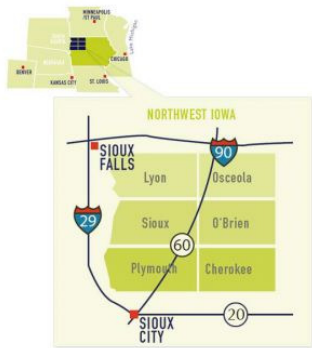 MINNEAPOLIS
/ST PAUL
Lake Michigan
DENVER
CHICAGO
KANSAS CITY
ST. LOUIS
NORTHWEST IOWA
SIOUX
FALLS
90
Lyon
Osceola
29
Sioux
O'Brien
60
Plymouth
Cherokee
20
SIOUX
CITY